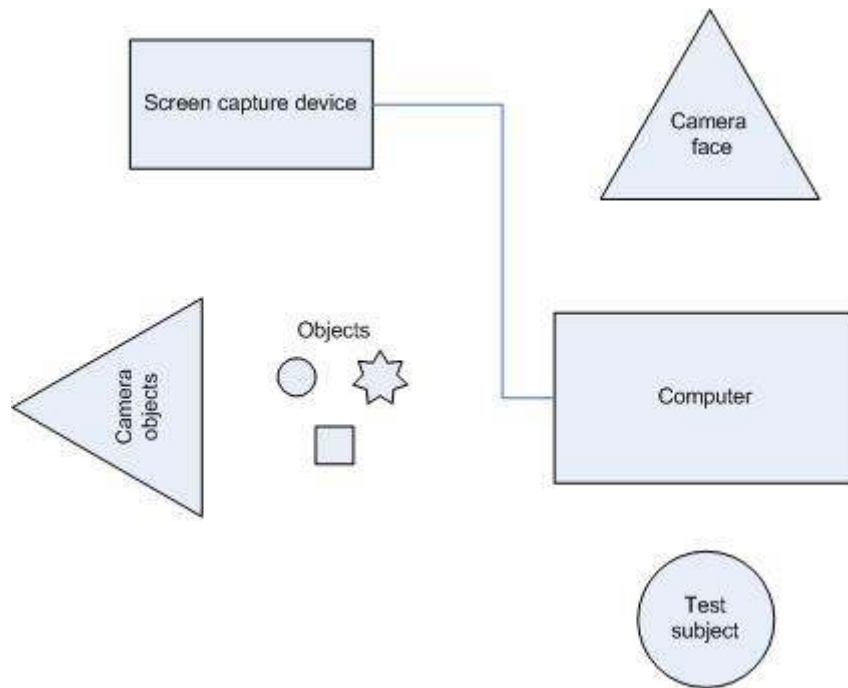 Screen capture device
Camera
face
Objects
Camera
objects
Computer
Test
subject